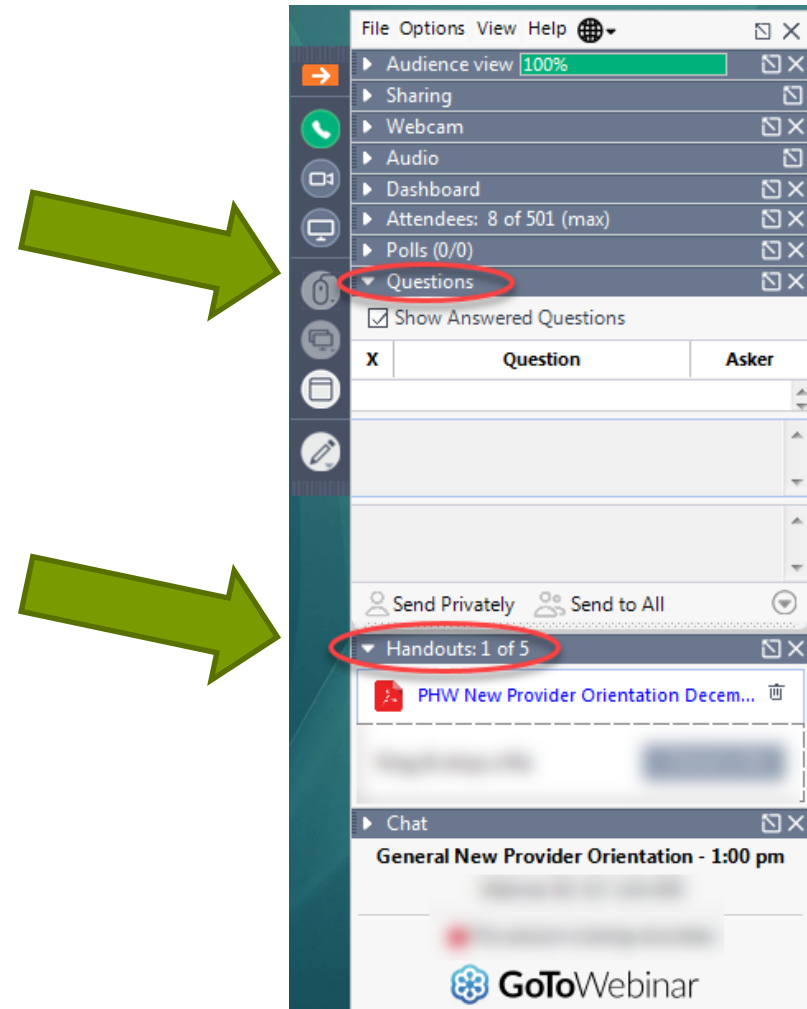 File Options View Help
Audience view 100%
Sharing
Webcam
Audio
Dashboard
Attendees: 8 of 501 (max)
Polls (0/0)
Questions
Show Answered Questions
X Question Asker
Send Privately Send to All
Handouts: 1 of 5
PHW New Provider Orientation Decem...
Chat
General New Provider Orientation - 1:00 pm
GoToWebinar